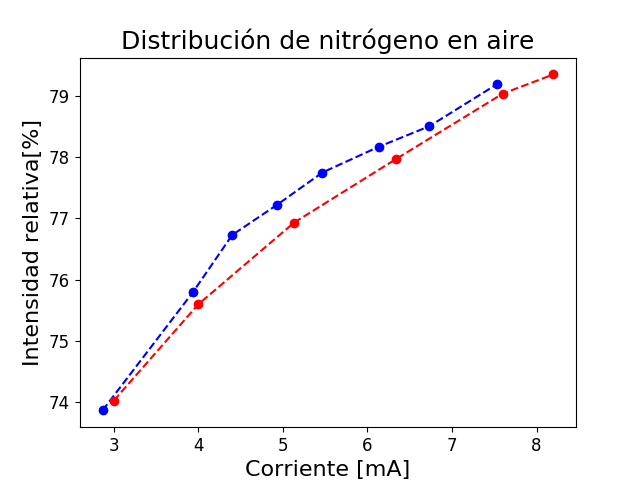 Distribución de nitrógeno en aire
Intensidad relativa[%]
79
78
77
76
75
74
3 4 5 6 7 8
Corriente [mA]